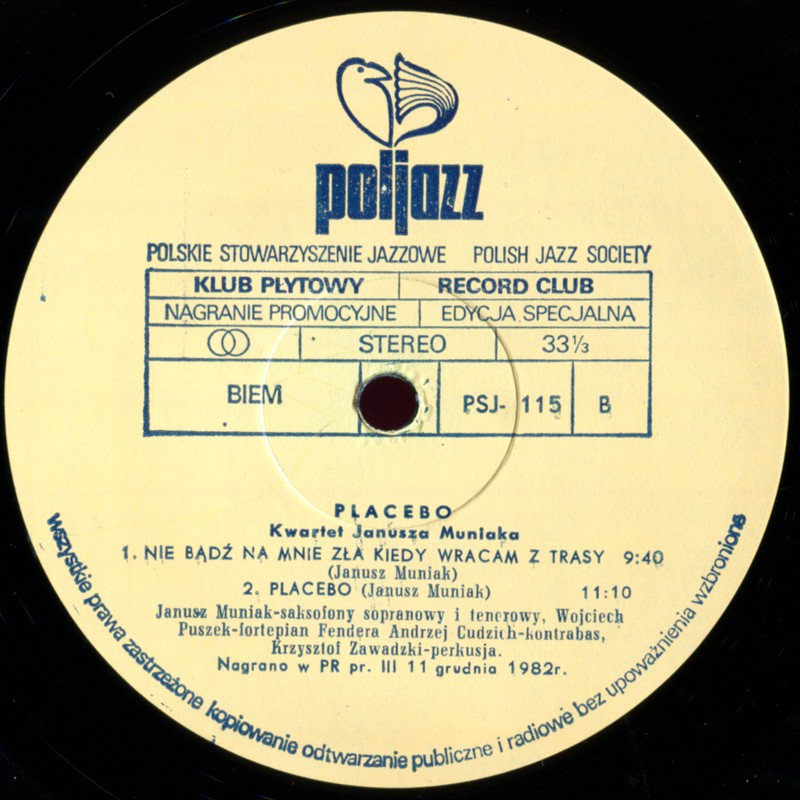 poljazz
POLSKIE STOWARZYSZENIE JAZZOWE POLISH JAZZ SOCIETY
KLUB PŁYTOWY RECORD CLUB
NAGRANIE PROMOCYJNE EDYCJA SPECJALNA
STEREO 33⅓
BIEM PSJ- 115 B
PLACEBO
Kwartet Janusza Muniaka
1. NIE BĄDŹ NA MNIE ZŁA KIEDY WRACAM Z TRASY 9:40
(Janusz Muniak)
2. PLACEBO (Janusz Muniak) 11:10
Janusz Muniak-saksofony sopranowy i tenorowy, Wojciech
Puszek-fortepian Fendera Andrzej Cudzich-kontrabas,
Krzysztof Zawadzki-perkusja.
Nagrano w PR pr. III 11 grudnia 1982r.
wszystkie prawa zastrzeżone kopiowanie odtwarzanie publiczne i radiowe bez upoważnienia wzbronione